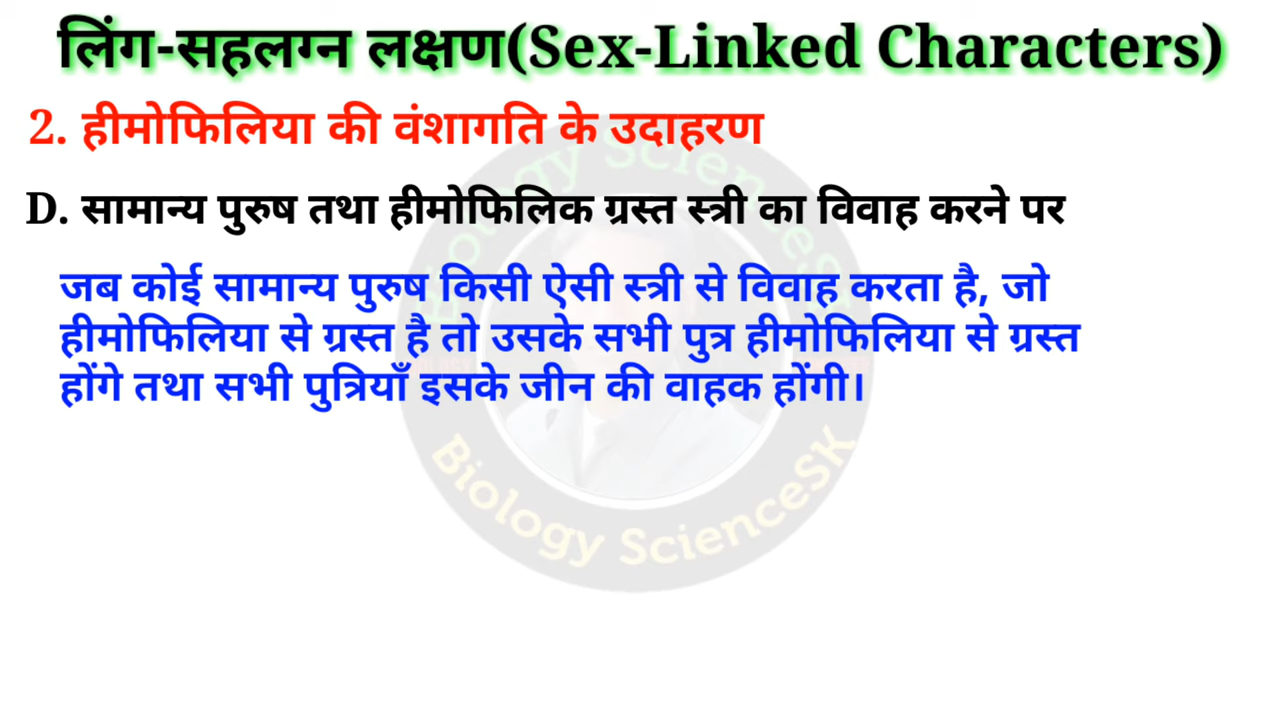 लिंग-सहलग्न लक्षण(Sex-Linked Characters)
2. हीमोफिलिया की वंशागति के उदाहरण
D. सामान्य पुरुष तथा हीमोफिलिक ग्रस्त स्त्री का विवाह करने पर
जब कोई सामान्य पुरुष किसी ऐसी स्त्री से विवाह करता है, जो
हीमोफिलिया से ग्रस्त है तो उसके सभी पुत्र हीमोफिलिया से ग्रस्त
होंगे तथा सभी पुत्रियाँ इसके जीन की वाहक होंगी।
Biology ScienceSK